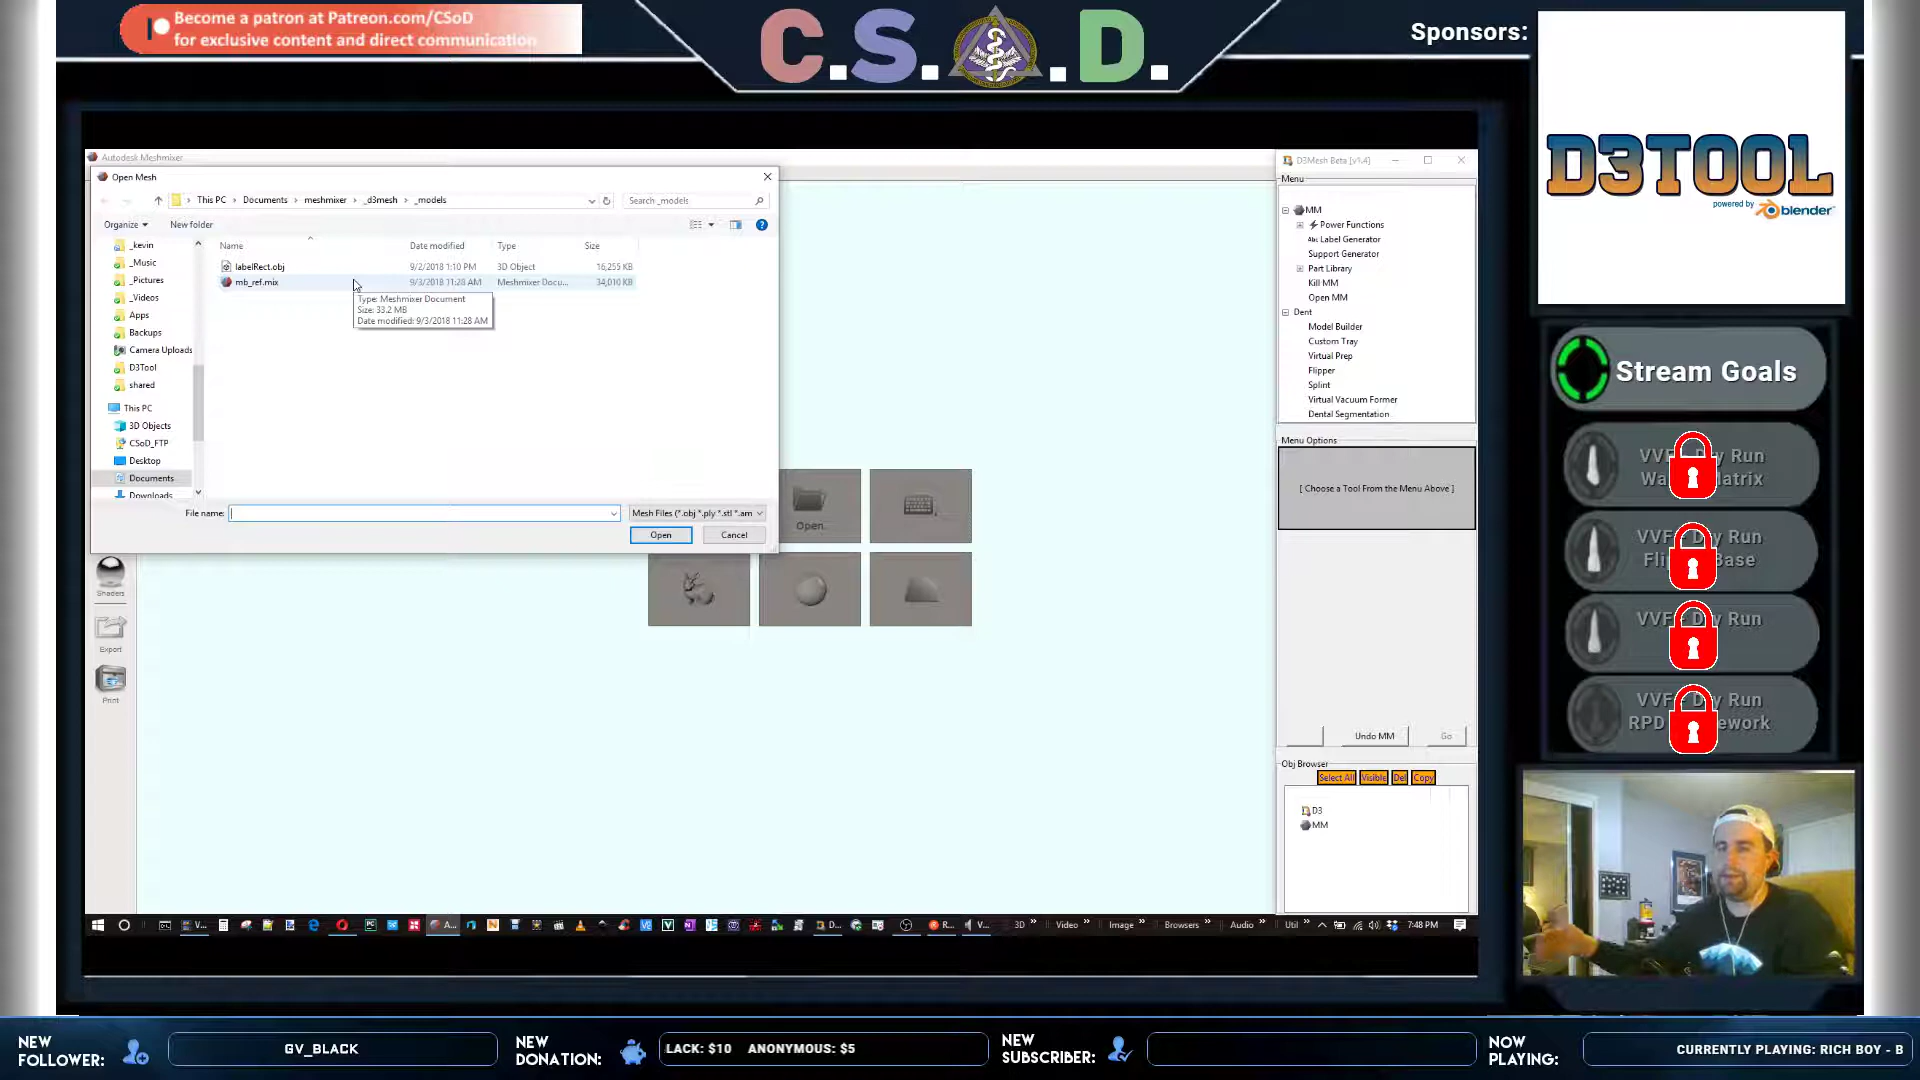 Become a patron at Patreon.com/CSoD
for exclusive content and direct communication
C.S. .D.
Sponsors:
D3TOOL
powered by blender
Autodesk Meshmixer
Open Mesh
This PC > Documents > meshmixer > _d3mesh > _models
Search _models
Organize
New folder
Name
Date modified
Type
Size
labelRect.obj
9/2/2018 1:10 PM
3D Object
16,255 KB
mb_ref.mix
9/3/2018 11:28 AM
Meshmixer Docu...
34,010 KB
Type: Meshmixer Document
Size: 33.2 MB
Date modified: 9/3/2018 11:28 AM
_kevin
_Music
_Pictures
_Videos
Apps
Backups
Camera Uploads
D3Tool
shared
This PC
3D Objects
CSoD_FTP
Desktop
Documents
Downloads
File name:
Mesh Files (*.obj *.ply *.stl *.am
Open
Cancel
Open
Shaders
Export
Print
D3Mesh Beta [v1.4]
Menu
MM
Power Functions
Abc Label Generator
Support Generator
Part Library
Kill MM
Open MM
Dent
Model Builder
Custom Tray
Virtual Prep
Flipper
Splint
Virtual Vacuum Former
Dental Segmentation
Menu Options
[ Choose a Tool From the Menu Above ]
Undo MM
Go
Obj Browser
Select All
Visible
Del
Copy
D3
MM
V...
A...
D...
R...
V...
3D
Video
Image
Browsers
Audio
Util
7:48 PM
Stream Goals
VVF
Run
Matrix
VVF
Run
Base
VVF
Run
VVF
Run
RPD
NEW
FOLLOWER:
GV_BLACK
NEW
DONATION:
LACK: $10 ANONYMOUS: $5
NEW
SUBSCRIBER:
NOW
PLAYING:
CURRENTLY PLAYING: RICH BOY - B